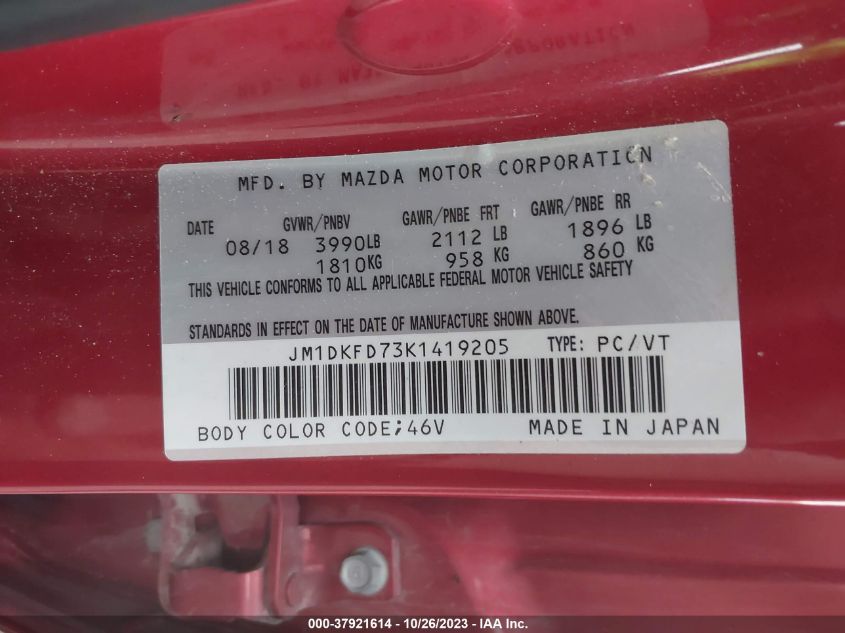 MFD. BY MAZDA MOTOR CORPORATION
DATE GVWR/PNBV GAWR/PNBE FRT GAWR/PNBE RR
08/18 3990LB 2112 LB 1896 LB
1810KG 958 KG 860 KG
THIS VEHICLE CONFORMS TO ALL APPLICABLE FEDERAL MOTOR VEHICLE SAFETY
STANDARDS IN EFFECT ON THE DATE OF MANUFACTURE SHOWN ABOVE.
JM1DKFD73K1419205 TYPE: PC/VT
BODY COLOR CODE;46V MADE IN JAPAN
000-37921614 - 10/26/2023 - IAA Inc.